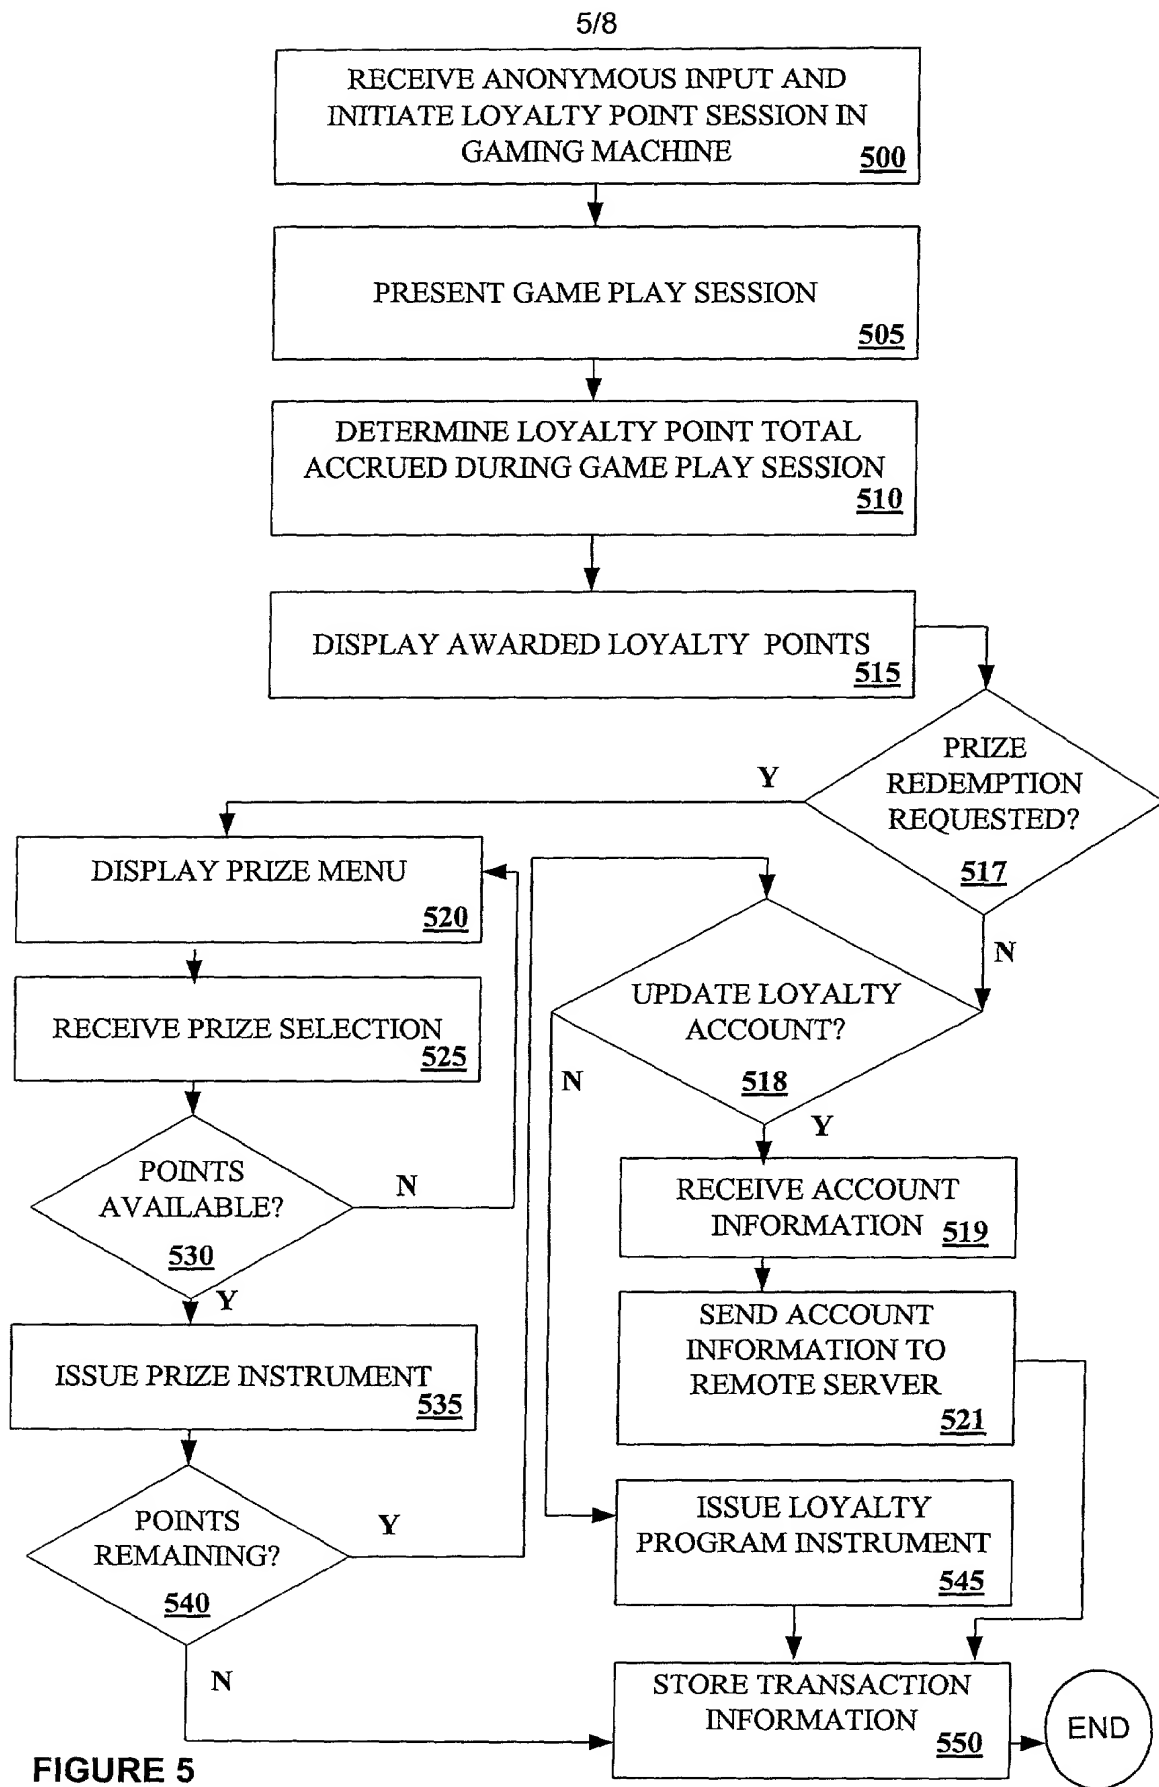 5/8
RECEIVE ANONYMOUS INPUT AND
INITIATE LOYALTY POINT SESSION IN
GAMING MACHINE
500
PRESENT GAME PLAY SESSION
505
DETERMINE LOYALTY POINT TOTAL
ACCRUED DURING GAME PLAY SESSION
510
DISPLAY AWARDED LOYALTY POINTS
515
PRIZE
REDEMPTION
REQUESTED?
517
Y
N
DISPLAY PRIZE MENU
520
RECEIVE PRIZE SELECTION
525
POINTS
AVAILABLE?
530
N
Y
ISSUE PRIZE INSTRUMENT
535
POINTS
REMAINING?
540
Y
N
UPDATE LOYALTY
ACCOUNT?
518
N
Y
RECEIVE ACCOUNT
INFORMATION
519
SEND ACCOUNT
INFORMATION TO
REMOTE SERVER
521
ISSUE LOYALTY
PROGRAM INSTRUMENT
545
STORE TRANSACTION
INFORMATION
550
END
FIGURE 5